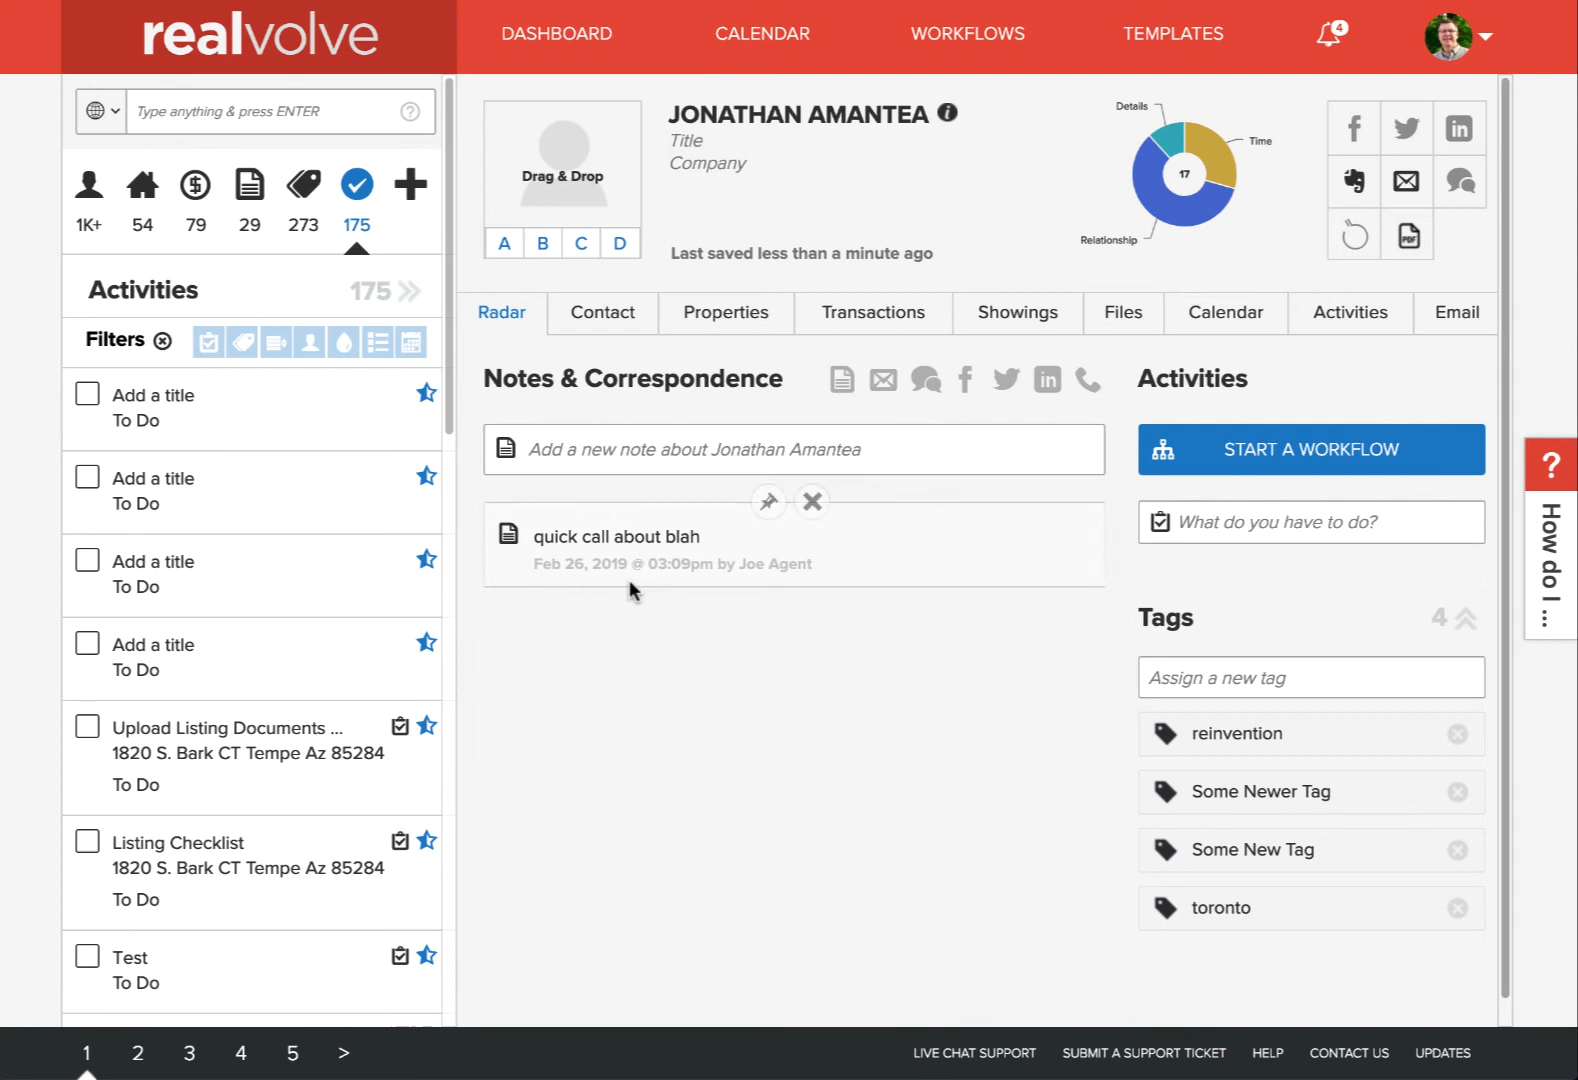 realvolve
DASHBOARD
CALENDAR
WORKFLOWS
TEMPLATES
4
Type anything & press ENTER
?
1K+
54
79
29
273
175
Activities
175
Filters
Add a title
To Do
Add a title
To Do
Add a title
To Do
Add a title
To Do
Upload Listing Documents ...
1820 S. Bark CT Tempe Az 85284
To Do
Listing Checklist
1820 S. Bark CT Tempe Az 85284
To Do
Test
To Do
Drag & Drop
A B C D
JONATHAN AMANTEA
Title
Company
Last saved less than a minute ago
Details
Time
17
Relationship
PDF
Radar
Contact
Properties
Transactions
Showings
Files
Calendar
Activities
Email
Notes & Correspondence
Add a new note about Jonathan Amantea
quick call about blah
Feb 26, 2019 @ 03:09pm by Joe Agent
Activities
START A WORKFLOW
What do you have to do?
Tags
4
Assign a new tag
reinvention
Some Newer Tag
Some New Tag
toronto
?
How do I ...
1 2 3 4 5 >
LIVE CHAT SUPPORT
SUBMIT A SUPPORT TICKET
HELP
CONTACT US
UPDATES